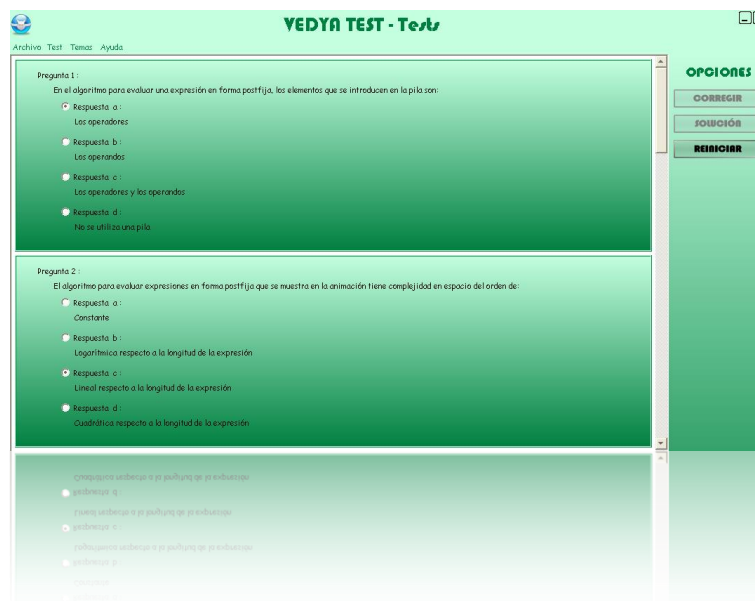 VEDYA TEST - Tests
Archivo Test Temas Ayuda
Pregunta 1 :
En el algoritmo para evaluar una expresión en forma postfija, los elementos que se introducen en la pila son:
Respuesta a :
Los operadores
Respuesta b :
Los operandos
Respuesta c :
Los operadores y los operandos
Respuesta d :
No se utiliza una pila
Pregunta 2 :
El algoritmo para evaluar expresiones en forma postfija que se muestra en la animación tiene complejidad en espacio del orden de:
Respuesta a :
Constante
Respuesta b :
Logarítmica respecto a la longitud de la expresión
Respuesta c :
Lineal respecto a la longitud de la expresión
Respuesta d :
Cuadrática respecto a la longitud de la expresión
OPCIONES
CORREGIR
SOLUCIÓN
REINICIAR